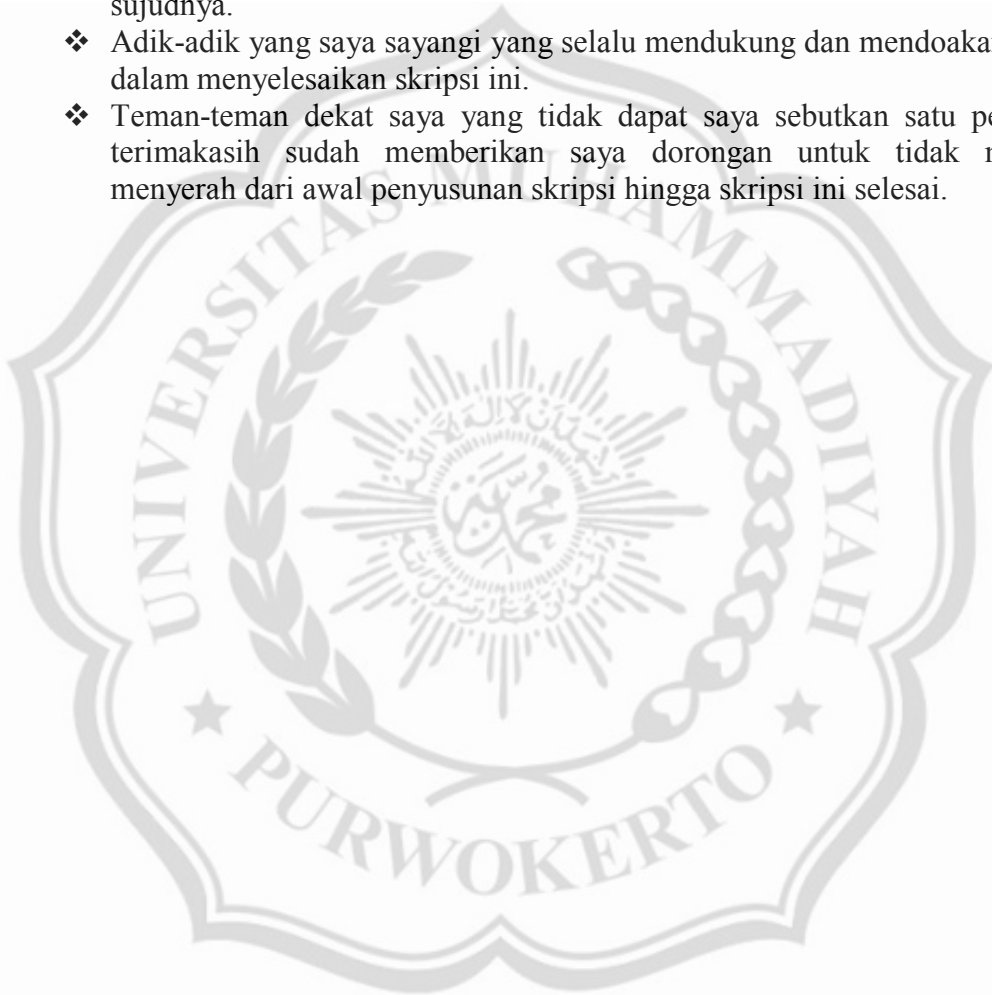 sujudnya.
❖ Adik-adik yang saya sayangi yang selalu mendukung dan mendoakan
dalam menyelesaikan skripsi ini.
❖ Teman-teman dekat saya yang tidak dapat saya sebutkan satu pe
terimakasih sudah memberikan saya dorongan untuk tidak
menyerah dari awal penyusunan skripsi hingga skripsi ini selesai.
UNIVERSITAS MUHAMMADIYAH
محمدية
PURWOKERTO